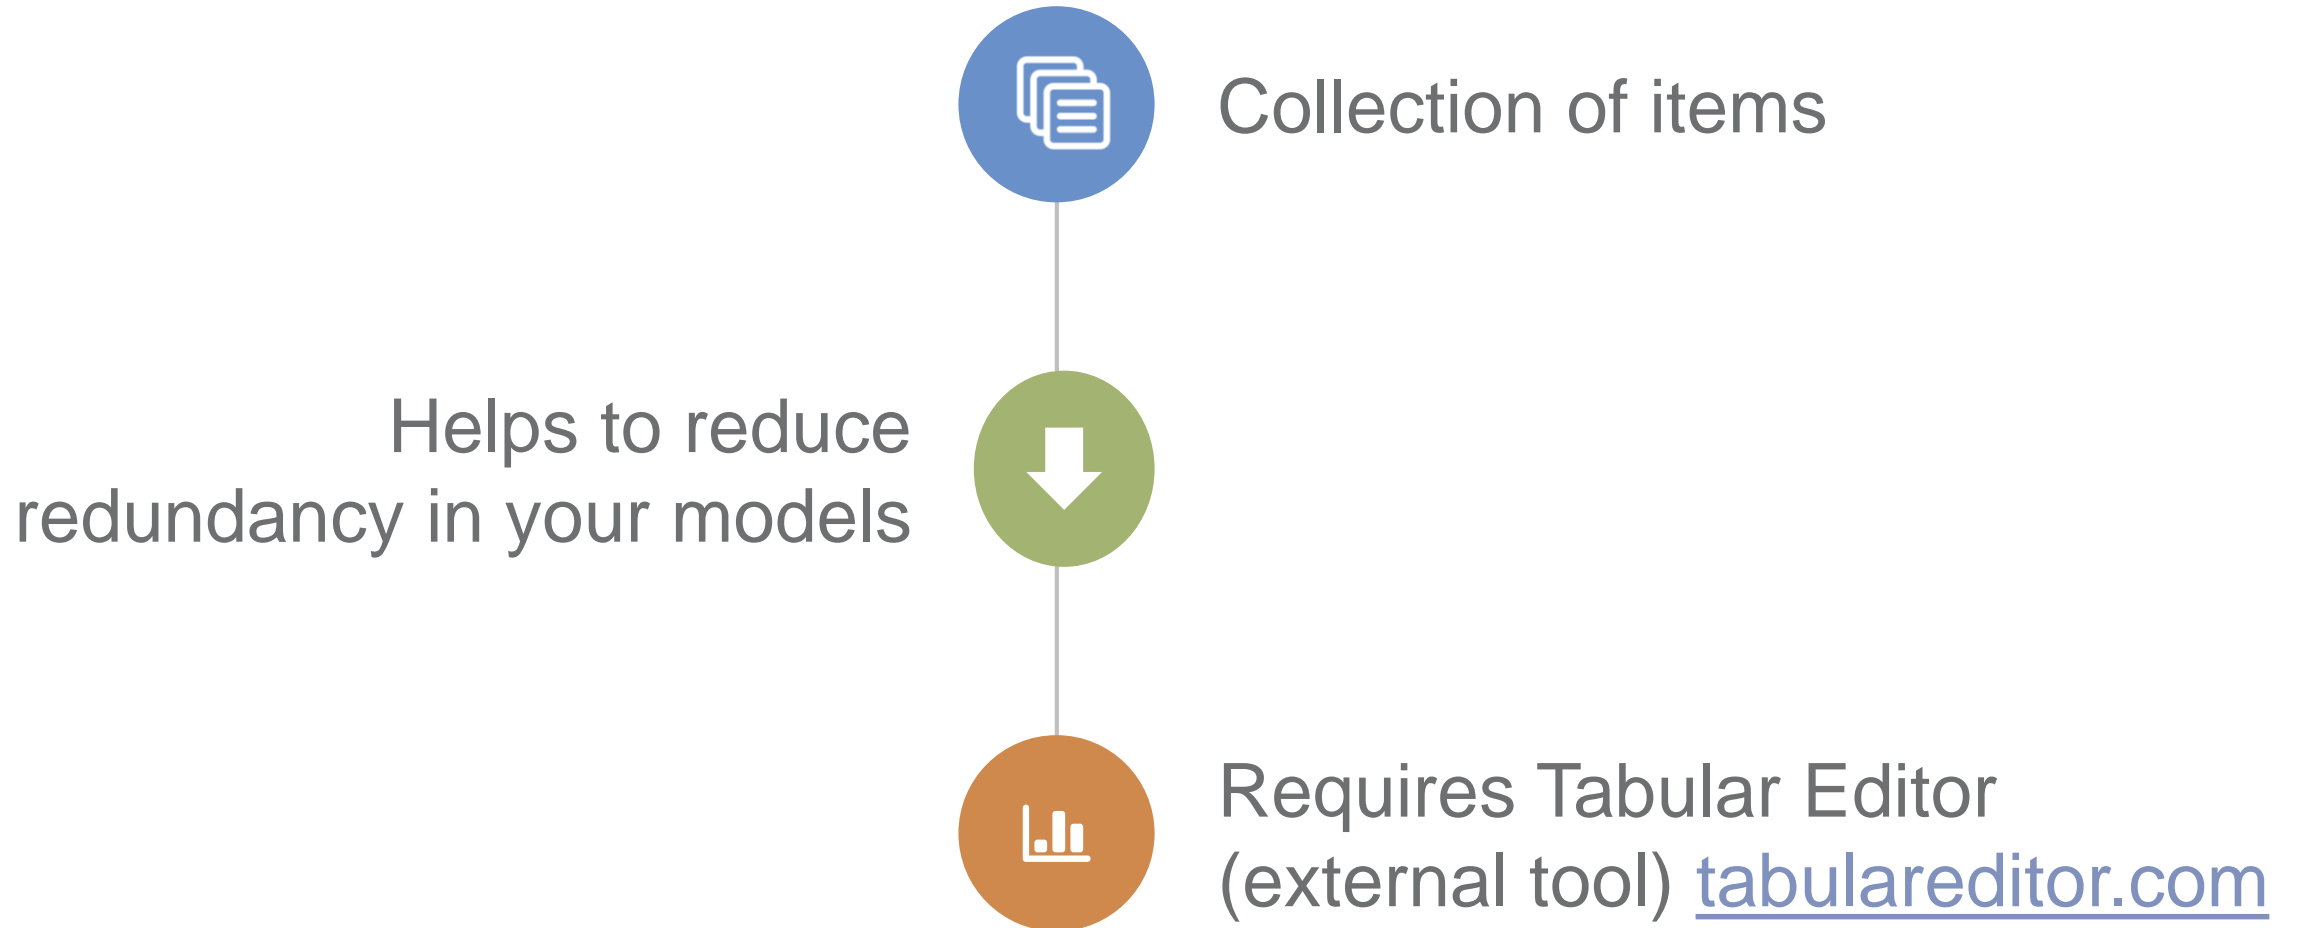 Collection of items
Helps to reduce
redundancy in your models
Requires Tabular Editor
(external tool) tabulareditor.com